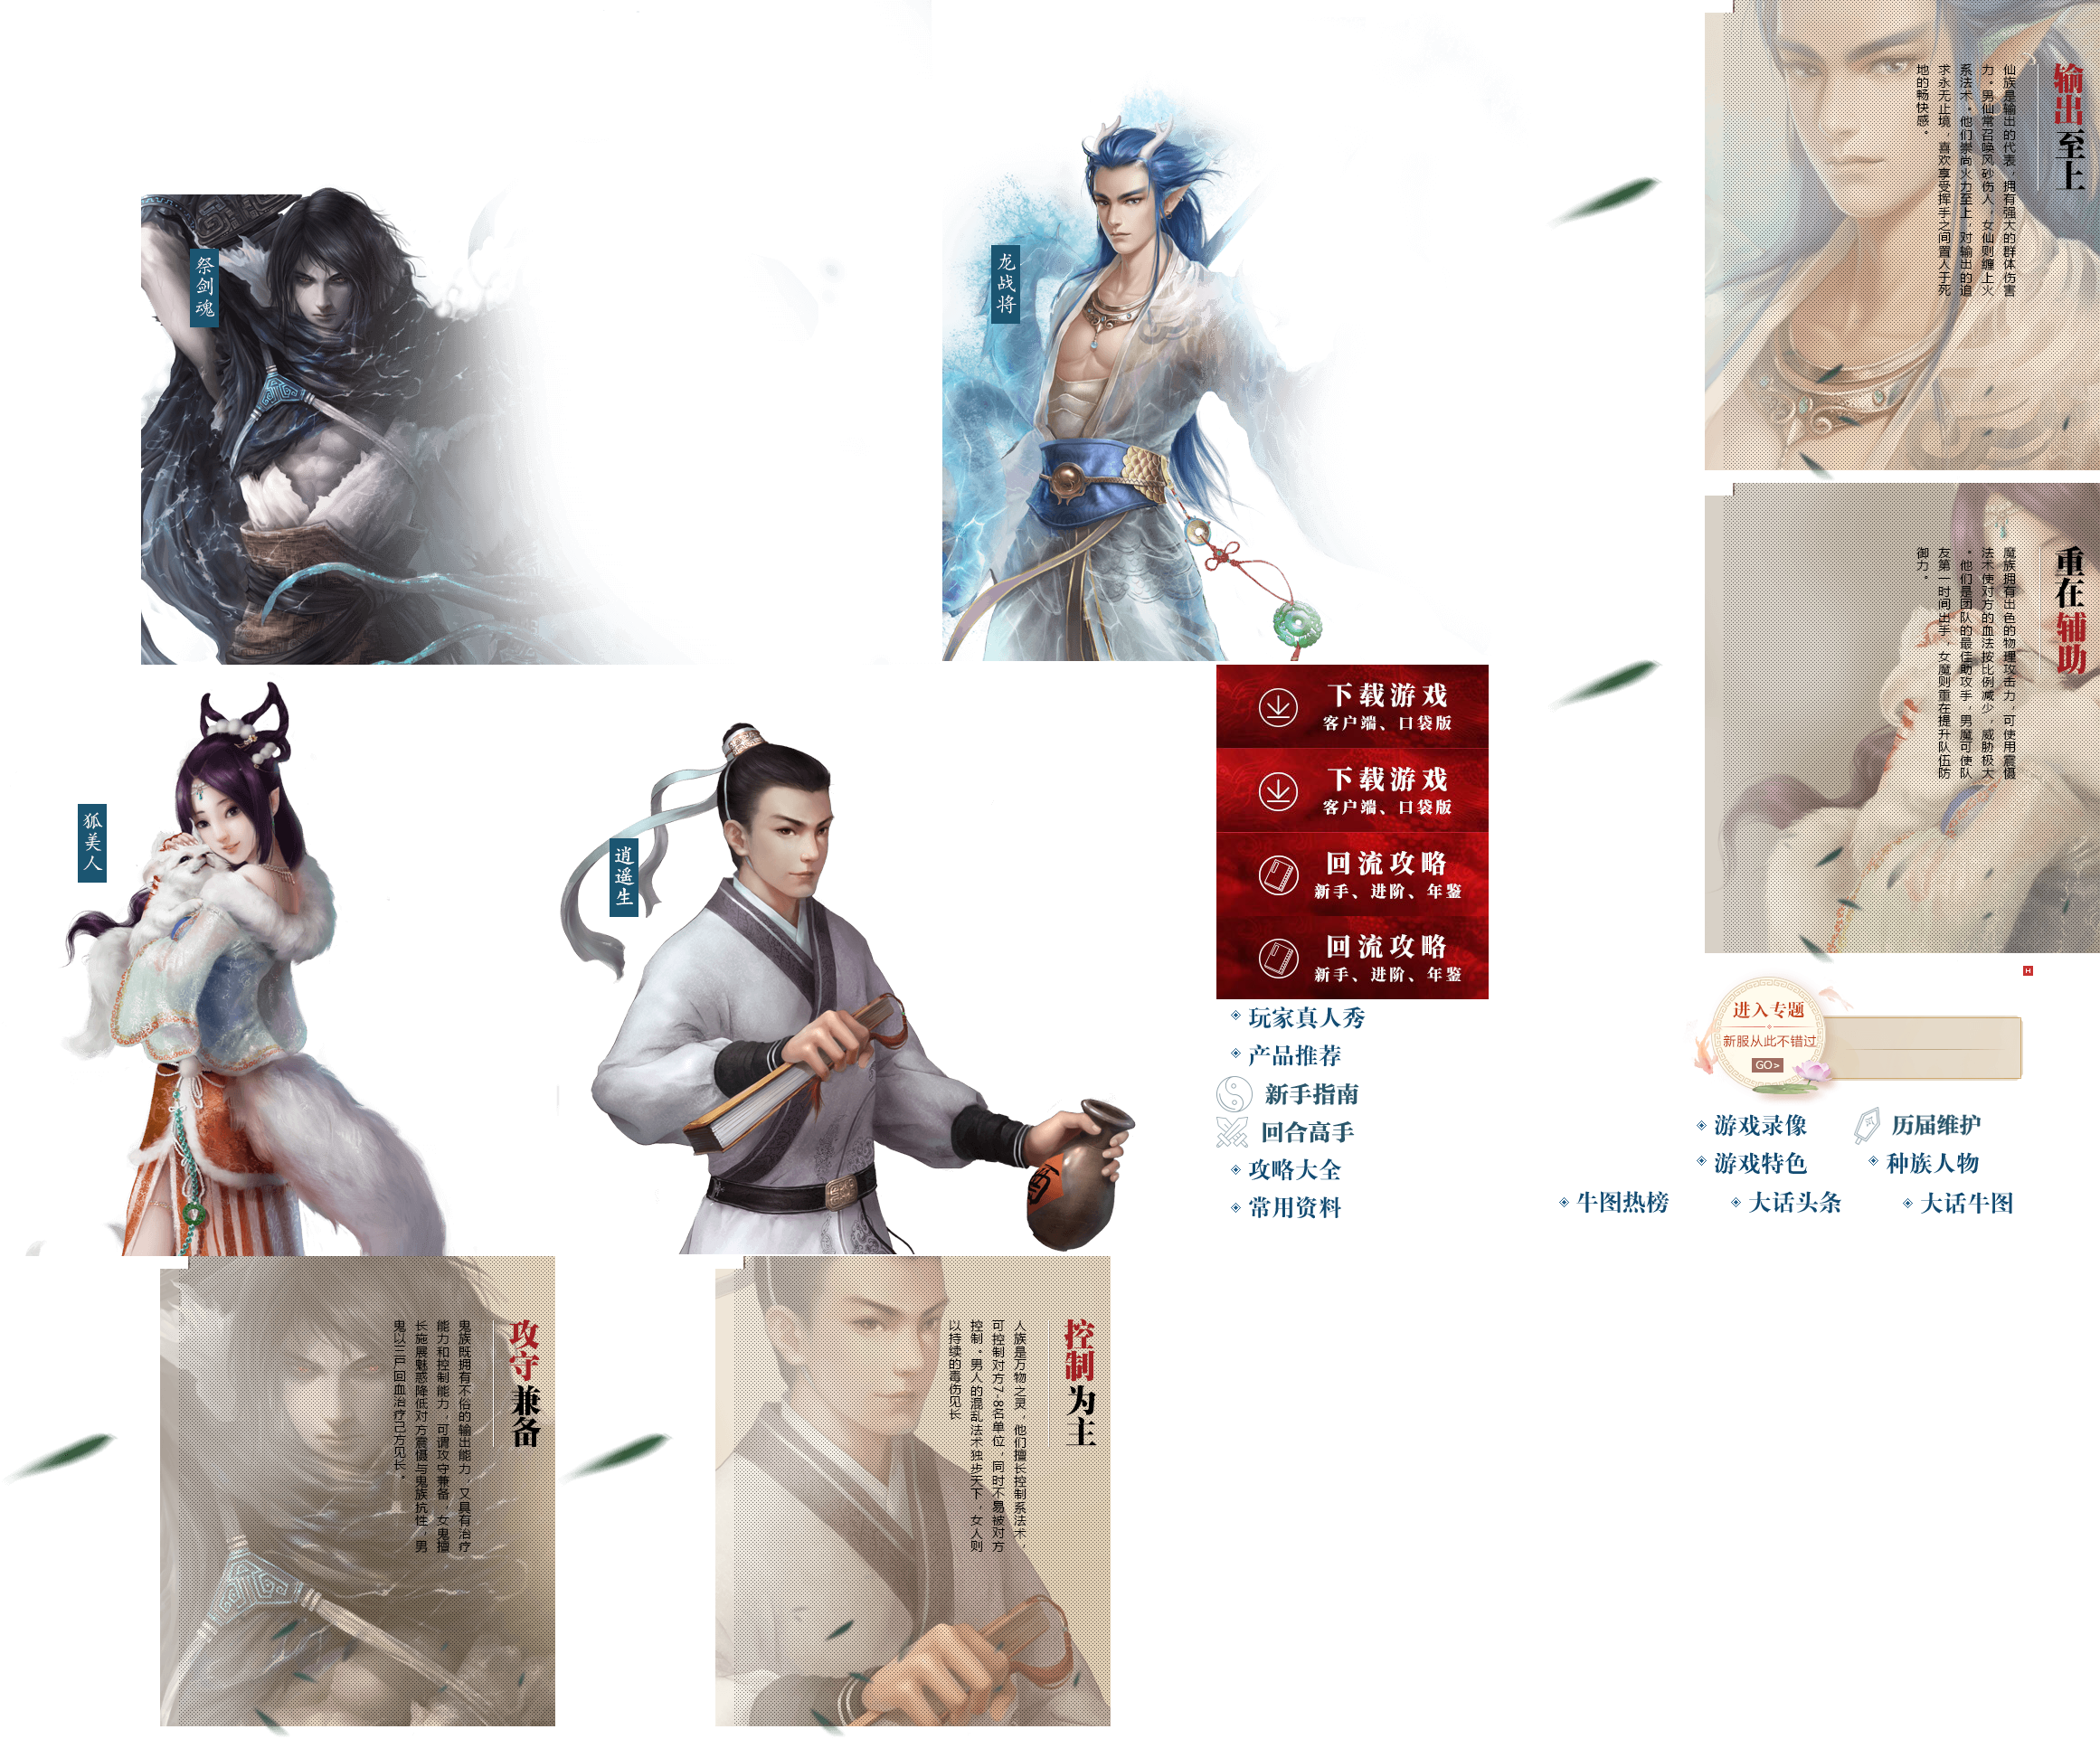 祭剑魂
龙战将
输出至上
仙族是输出的代表，拥有强大的群体伤害
力。男仙常召唤风砂伤人，女仙则缠上火
系法术。他们崇尚火力至上，对输出的追
求永无止境，喜欢享受挥手之间置人于死
地的畅快感。
重在辅助
魔族拥有出色的物理攻击力，可使用震慑
法术使对方的血法按比例减少，威胁极大
。他们是团队的最佳助攻手，男魔可使队
友第一时间出手，女魔则重在提升队伍防
御力。
狐美人
逍遥生
下载游戏
客户端、口袋版
下载游戏
客户端、口袋版
回流攻略
新手、进阶、年鉴
回流攻略
新手、进阶、年鉴
玩家真人秀
产品推荐
新手指南
回合高手
攻略大全
常用资料
H
进入专题
新服从此不错过
GO>
游戏录像
历届维护
游戏特色
种族人物
牛图热榜
大话头条
大话牛图
攻守兼备
鬼族既拥有不俗的输出能力，又具有治疗
能力和控制能力，可谓攻守兼备，女鬼擅
长施展魅惑降低对方震慑与鬼族抗性，男
鬼以三尸回血治疗己方见长。
控制为主
人族是万物之灵，他们擅长控制系法术，
可控制对方7-8名单位，同时不易被对方
控制。男人的混乱法术独步天下，女人则
以持续的毒伤见长